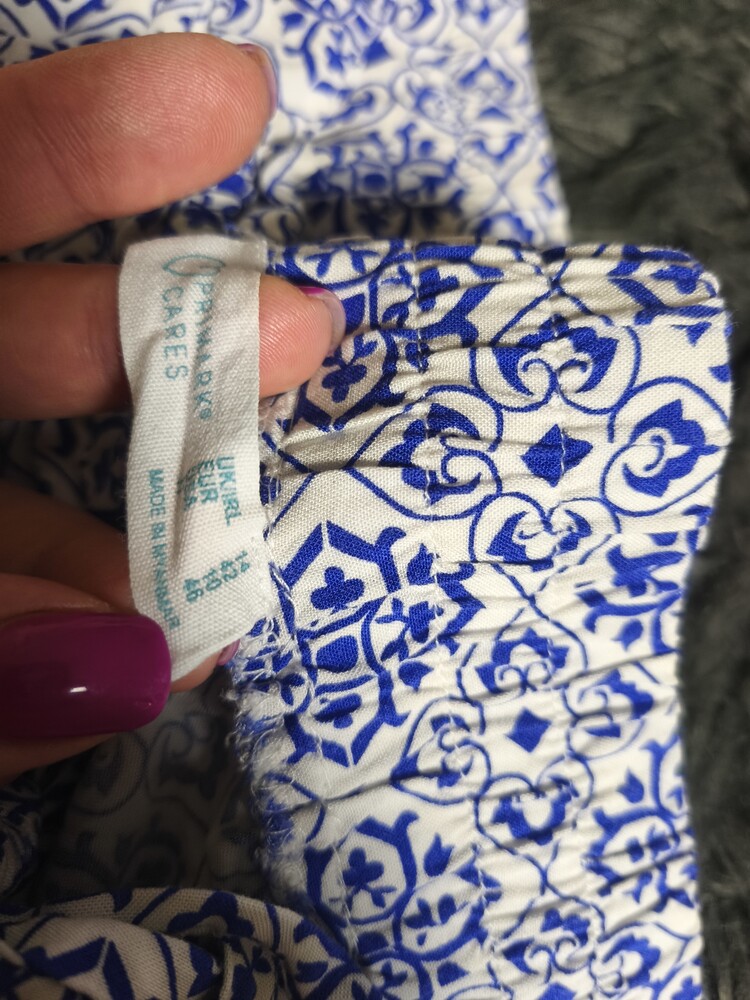 PRIMARK®
CARES
UK/IRL 14
EUR 42
USA 10
46
MADE IN MYANMAR